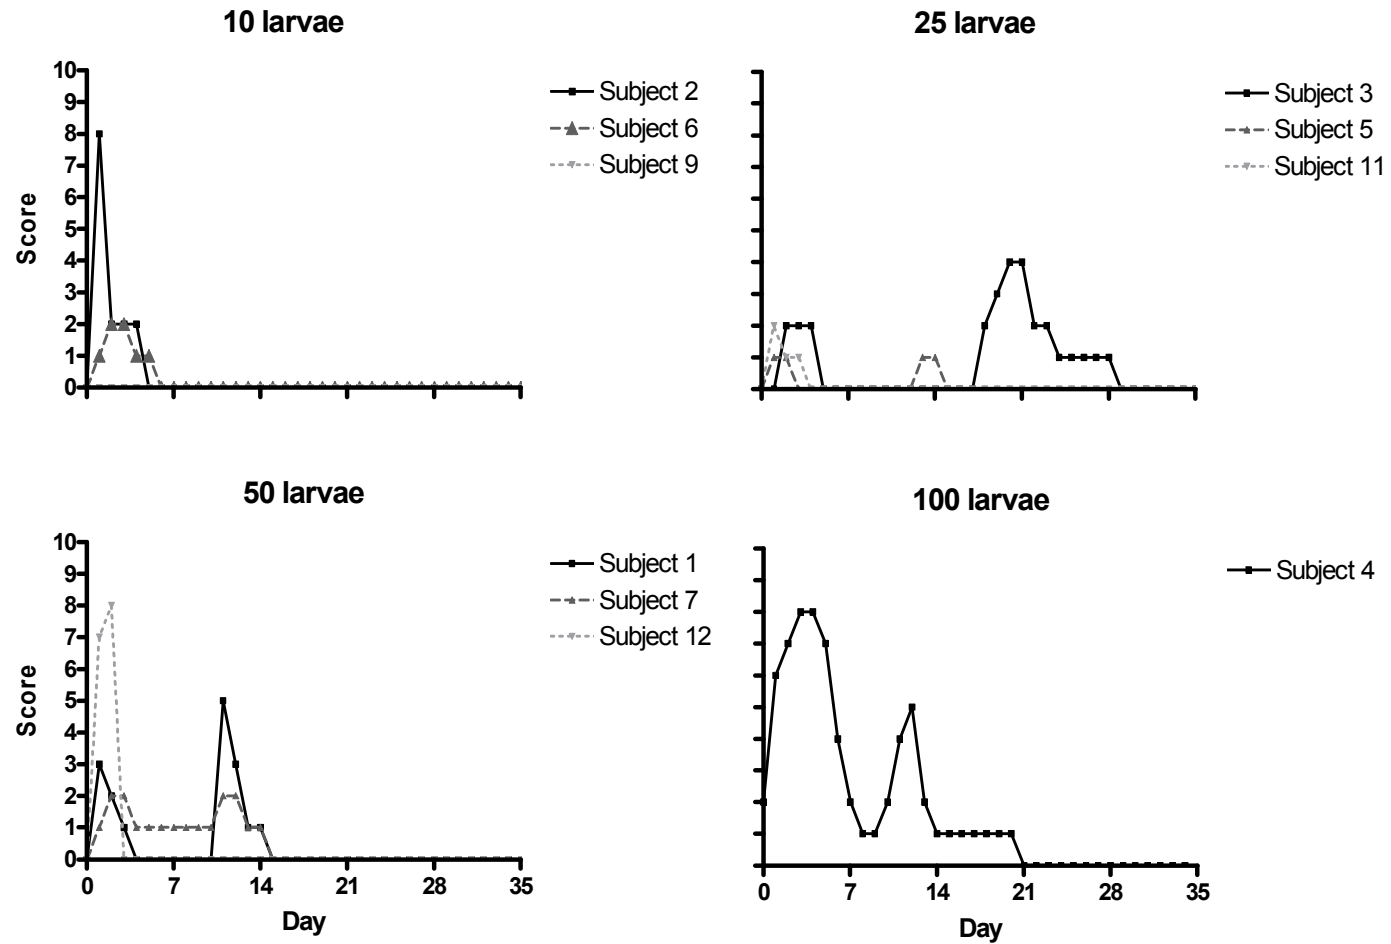 10 larvae
10
9
8
7
6
5
4
3
2
1
0
Score
Subject 2
Subject 6
Subject 9
25 larvae
Subject 3
Subject 5
Subject 11
50 larvae
10
9
8
7
6
5
4
3
2
1
0
Score
0 7 14 21 28 35
Day
Subject 1
Subject 7
Subject 12
100 larvae
Subject 4
0 7 14 21 28 35
Day